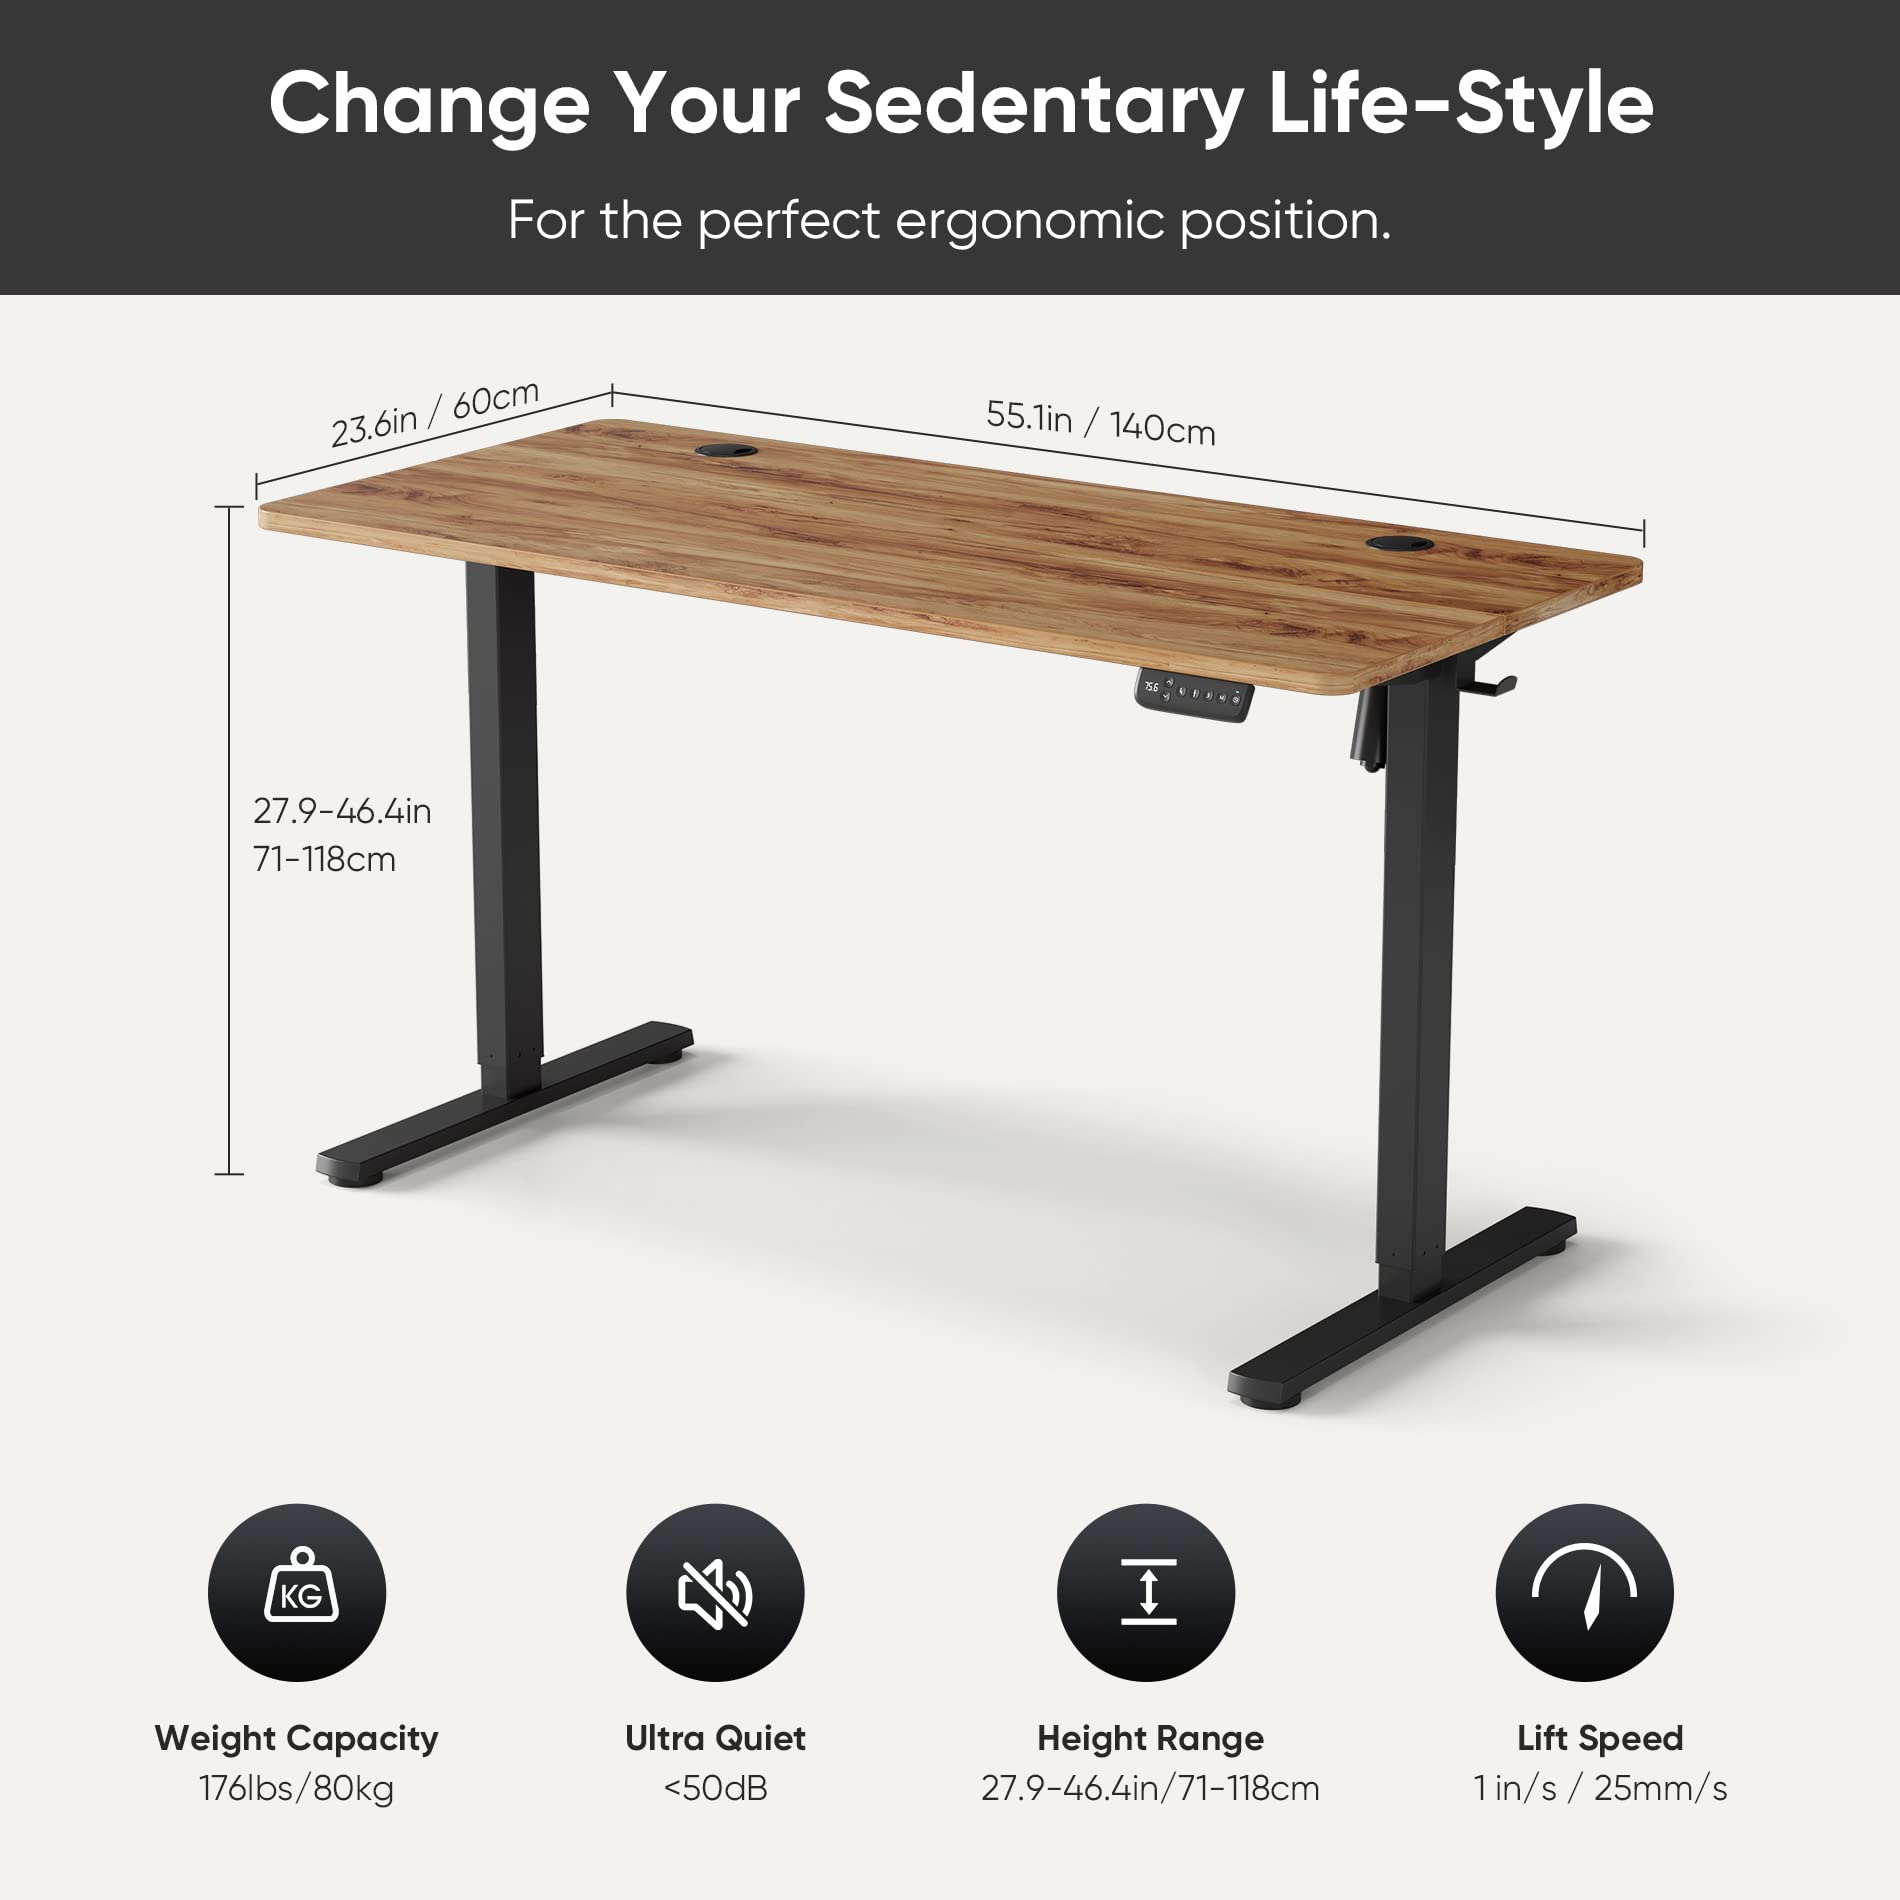 Change Your Sedentary Life-Style
For the perfect ergonomic position.
23.6in / 60cm
55.1in / 140cm
75.6
M
27.9-46.4in
71-118cm
KG
Weight Capacity
176lbs/80kg
Ultra Quiet
<50dB
Height Range
27.9-46.4in/71-118cm
Lift Speed
1 in/s / 25mm/s